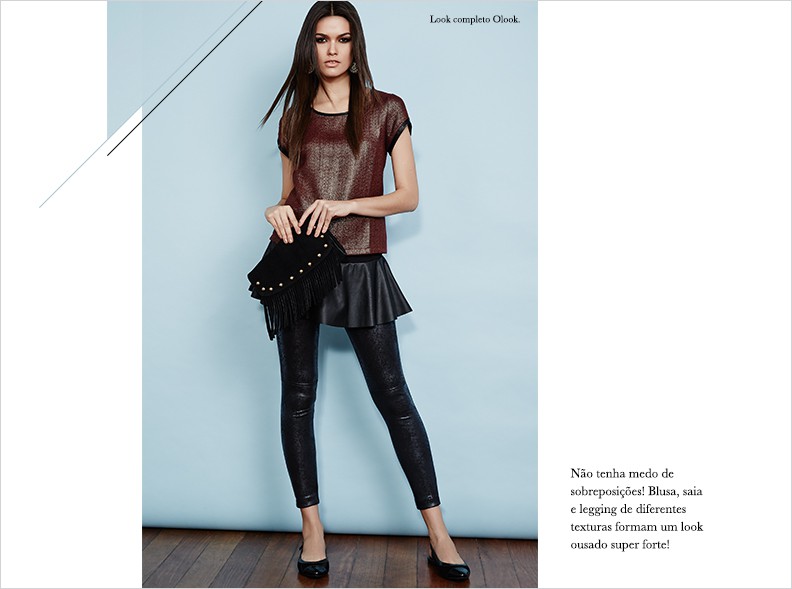 Look completo Olook.
Não tenha medo de
sobreposições! Blusa, saia
e legging de diferentes
texturas formam um look
ousado super forte!